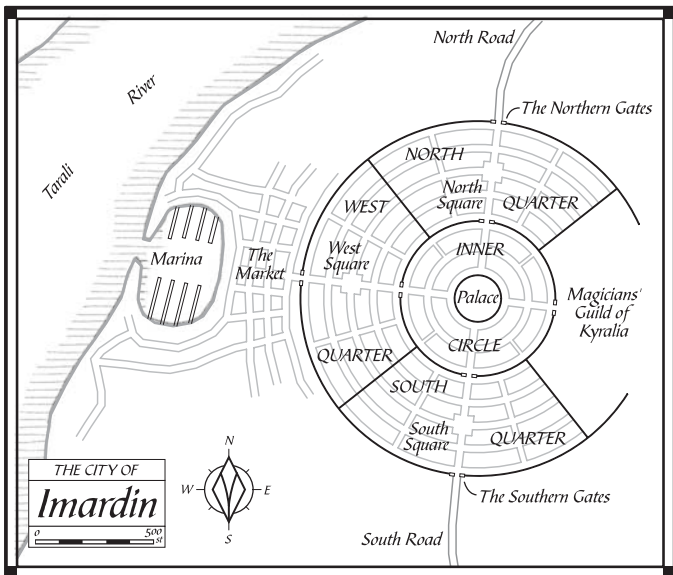 North Road
The Northern Gates
River
Tarali
NORTH
QUARTER
North
Square
WEST
QUARTER
West
Square
The
Market
Marina
INNER
CIRCLE
Palace
Magicians'
Guild of
Kyralia
SOUTH
QUARTER
South
Square
The Southern Gates
South Road
N
W
E
S
THE CITY OF
Imardin
0
500
st